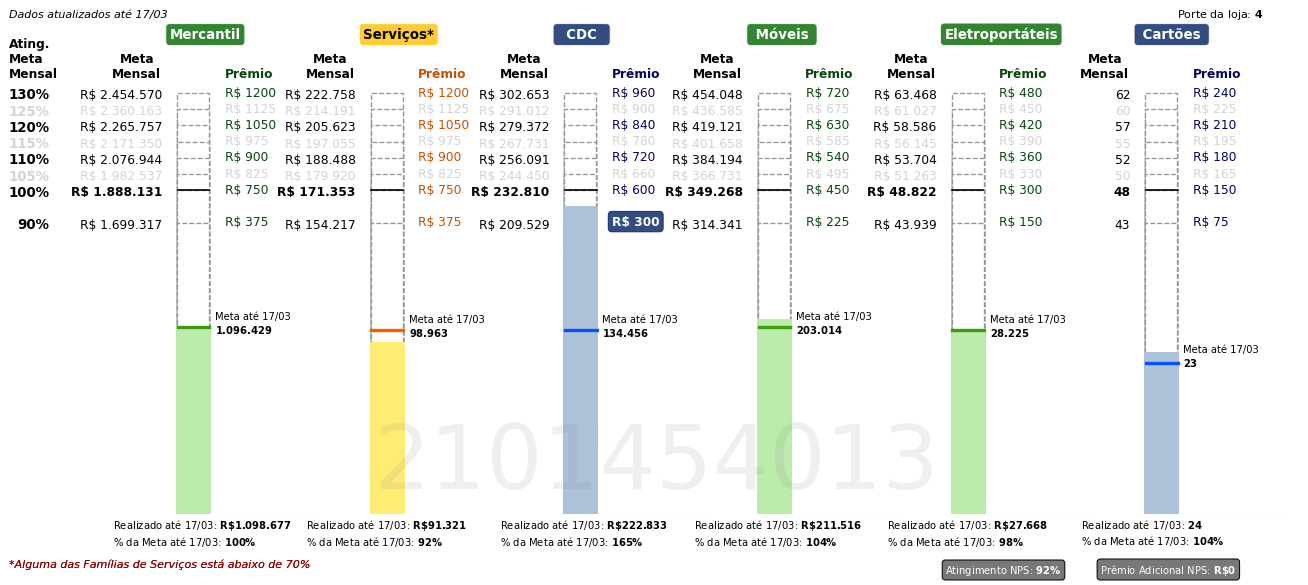 Dados atualizados até 17/03
Porte da loja: 4
Mercantil Serviços* CDC Móveis Eletroportáteis Cartões
Ating. Meta Mensal
Meta Mensal Prêmio Meta Mensal Prêmio Meta Mensal Prêmio Meta Mensal Prêmio Meta Mensal Prêmio Meta Mensal Prêmio
130% R$ 2.454.570 R$ 1200 R$ 222.758 R$ 1200 R$ 302.653 R$ 960 R$ 454.048 R$ 720 R$ 63.468 R$ 480 62 R$ 240
125% R$ 2.360.163 R$ 1125 R$ 214.191 R$ 1125 R$ 291.012 R$ 900 R$ 436.585 R$ 675 R$ 61.027 R$ 450 60 R$ 225
120% R$ 2.265.757 R$ 1050 R$ 205.623 R$ 1050 R$ 279.372 R$ 840 R$ 419.121 R$ 630 R$ 58.586 R$ 420 57 R$ 210
115% R$ 2.171.350 R$ 975 R$ 197.055 R$ 975 R$ 267.731 R$ 780 R$ 401.658 R$ 585 R$ 56.145 R$ 390 55 R$ 195
110% R$ 2.076.944 R$ 900 R$ 188.488 R$ 900 R$ 256.091 R$ 720 R$ 384.194 R$ 540 R$ 53.704 R$ 360 52 R$ 180
105% R$ 1.982.537 R$ 825 R$ 179.920 R$ 825 R$ 244.450 R$ 660 R$ 366.731 R$ 495 R$ 51.263 R$ 330 50 R$ 165
100% R$ 1.888.131 R$ 750 R$ 171.353 R$ 750 R$ 232.810 R$ 600 R$ 349.268 R$ 450 R$ 48.822 R$ 300 48 R$ 150
90% R$ 1.699.317 R$ 375 R$ 154.217 R$ 375 R$ 209.529 R$ 300 R$ 314.341 R$ 225 R$ 43.939 R$ 150 43 R$ 75
Meta até 17/03 Meta até 17/03 Meta até 17/03 Meta até 17/03 Meta até 17/03
1.096.429 98.963 134.456 203.014 28.225
Meta até 17/03
23
2101454013
Realizado até 17/03: R$1.098.677 Realizado até 17/03: R$91.321 Realizado até 17/03: R$222.833 Realizado até 17/03: R$211.516 Realizado até 17/03: R$27.668 Realizado até 17/03: 24
% da Meta até 17/03: 100% % da Meta até 17/03: 92% % da Meta até 17/03: 165% % da Meta até 17/03: 104% % da Meta até 17/03: 98% % da Meta até 17/03: 104%
*Alguma das Famílias de Serviços está abaixo de 70%
Atingimento NPS: 92% Prêmio Adicional NPS: R$0